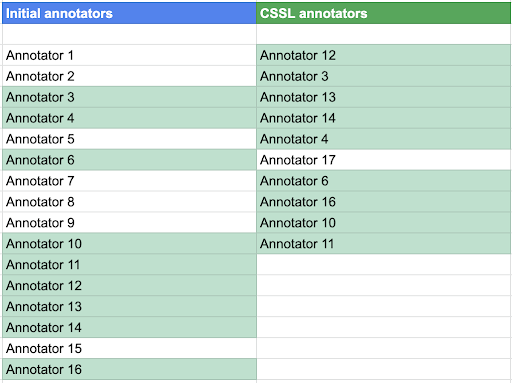 Initial annotators CSSL annotators
Annotator 1 Annotator 12
Annotator 2 Annotator 3
Annotator 3 Annotator 13
Annotator 4 Annotator 14
Annotator 5 Annotator 4
Annotator 6 Annotator 17
Annotator 7 Annotator 6
Annotator 8 Annotator 16
Annotator 9 Annotator 10
Annotator 10 Annotator 11
Annotator 11
Annotator 12
Annotator 13
Annotator 14
Annotator 15
Annotator 16